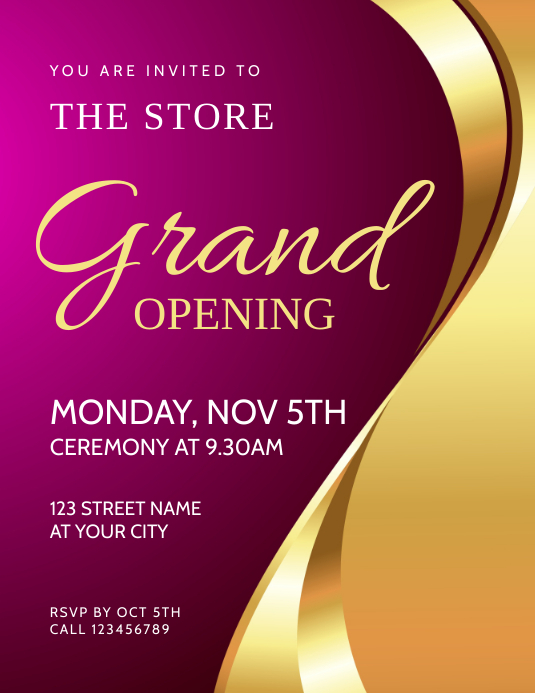 YOU ARE INVITED TO
THE STORE
Grand
OPENING
MONDAY, NOV 5TH
CEREMONY AT 9.30AM
123 STREET NAME
AT YOUR CITY
RSVP BY OCT 5TH
CALL 123456789